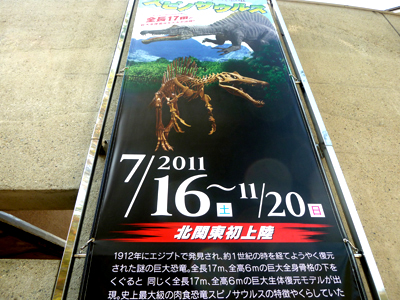 スピノサウルス
全長17m、
7/16土〜11/20日
2011
北関東初上陸
1912年にエジプトで発見され、約1世紀の時を経てようやく復元
された謎の巨大恐竜。全長17m、全高6mの巨大全身骨格の下を
くぐると 同じく全長17m、全高6mの巨大生体復元モデルが出
現。史上最大級の肉食恐竜スピノサウルスの特徴やくらしていた